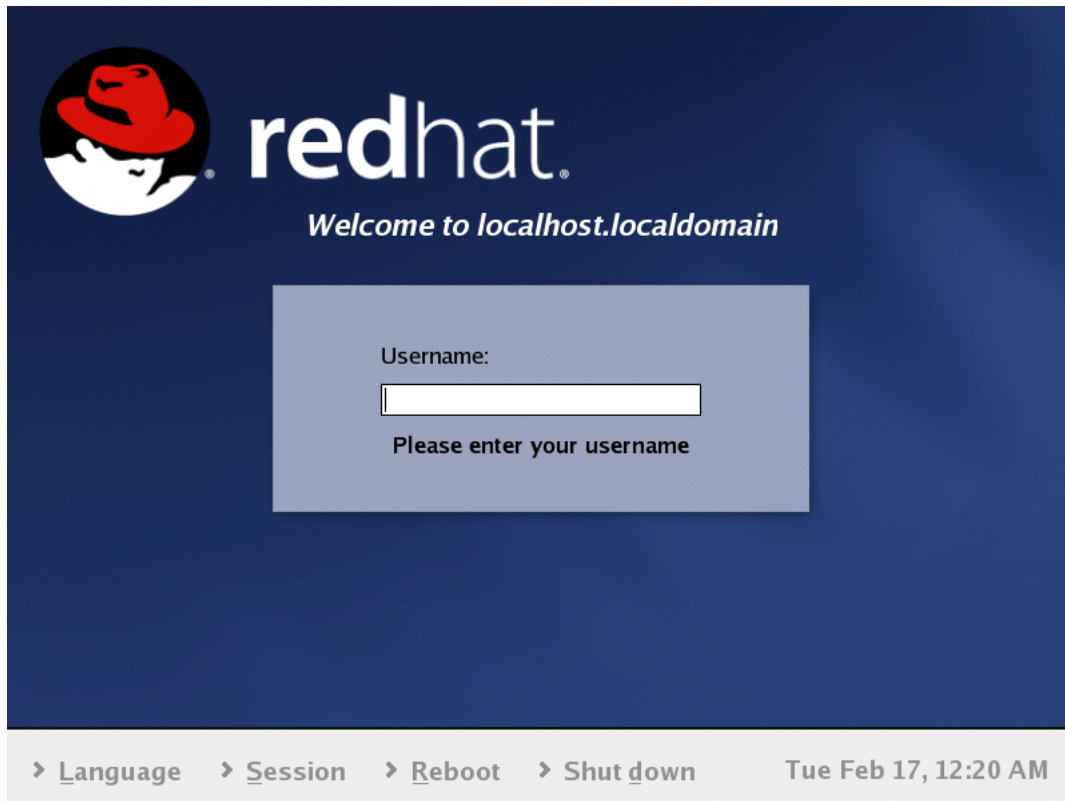 redhat.®
Welcome to localhost.localdomain
Username:
Please enter your username
> Language > Session > Reboot > Shut down Tue Feb 17, 12:20 AM